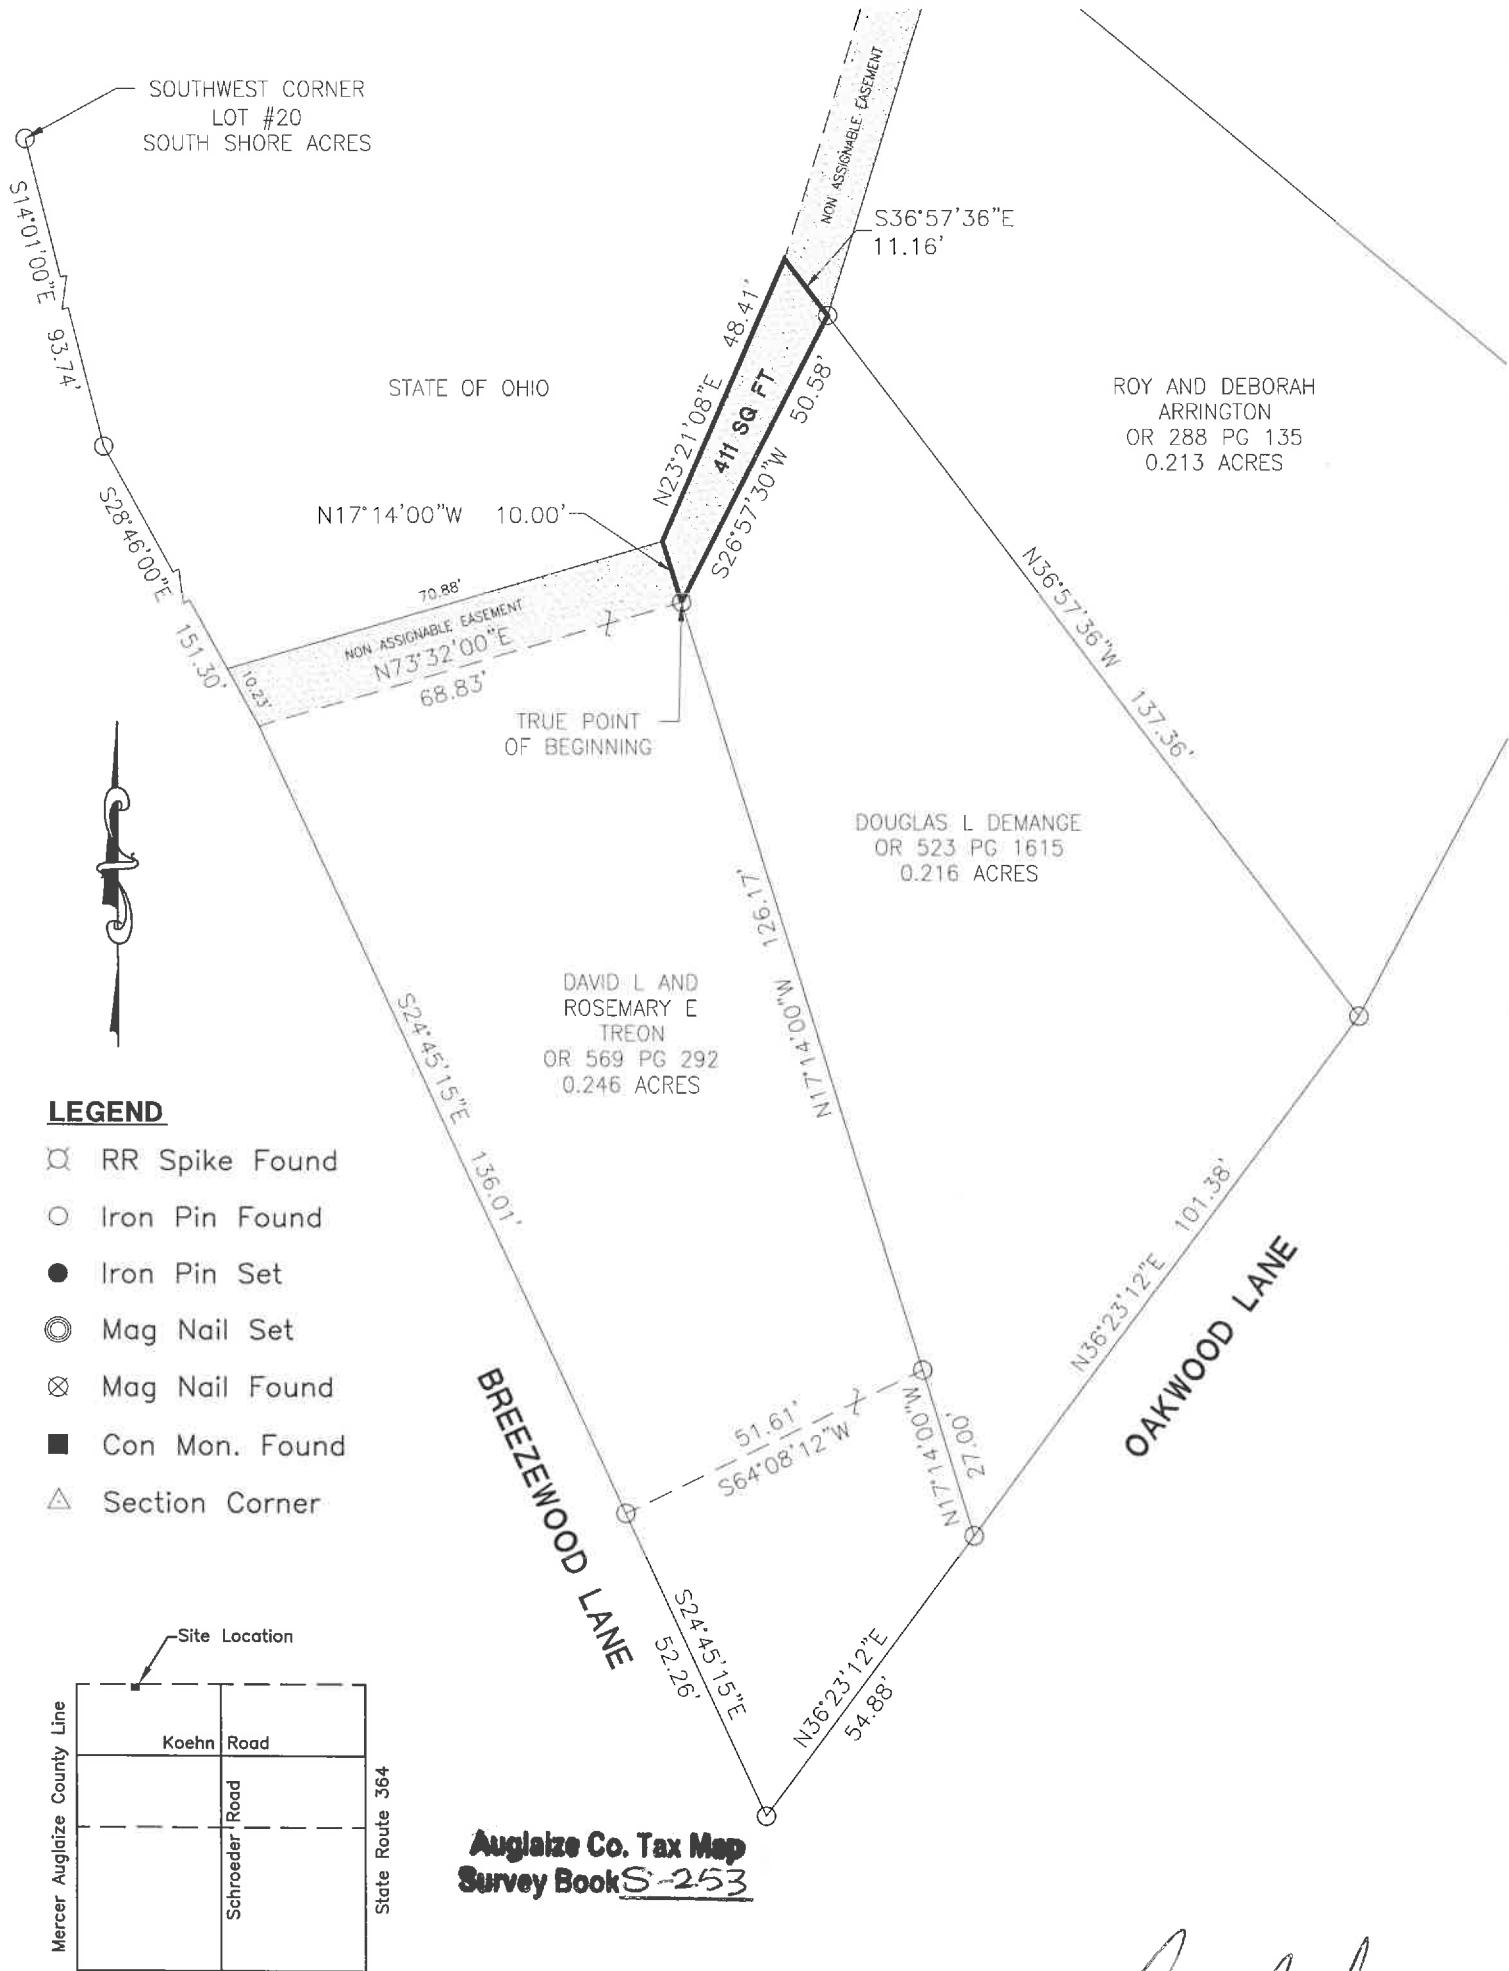 SOUTHWEST CORNER
LOT #20
SOUTH SHORE ACRES
S14°01'00"E 93.74'
NON ASSIGNABLE EASEMENT
S36°57'36"E
11.16'
N23°21'08"E 48.41'
411 SQ FT
S26°57'30"W 50.58'
STATE OF OHIO
ROY AND DEBORAH
ARRINGTON
OR 288 PG 135
0.213 ACRES
N17°14'00"W 10.00'
S28°46'00"E 151.30'
70.88'
NON ASSIGNABLE EASEMENT
N73°32'00"E
68.83'
10.23'
N36°57'36"W 137.36'
TRUE POINT
OF BEGINNING
DOUGLAS L DEMANGE
OR 523 PG 1615
0.216 ACRES
N17°14'00"W 126.17'
DAVID L AND
ROSEMARY E
TREON
OR 569 PG 292
0.246 ACRES
S24°45'15"E 136.01'
LEGEND
RR Spike Found
Iron Pin Found
Iron Pin Set
Mag Nail Set
Mag Nail Found
Con Mon. Found
Section Corner
N36°23'12"E 101.38'
OAKWOOD LANE
51.61'
S64°08'12"W
N17°14'00"W
27.00'
BREEZEWOOD LANE
S24°45'15"E
52.26'
N36°23'12"E
54.88'
Site Location
Mercer Auglaize County Line
Koehn Road
Schroeder Road
State Route 364
Auglaize Co. Tax Map
Survey Book S-253